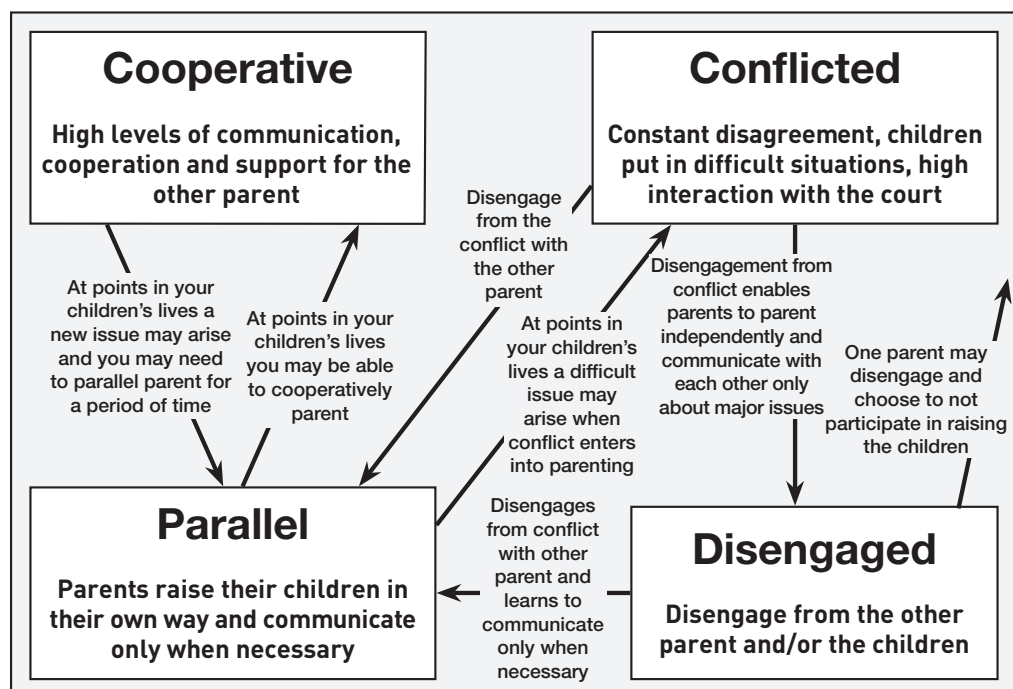 Cooperative
High levels of communication,
cooperation and support for the
other parent
Conflicted
Constant disagreement, children
put in difficult situations, high
interaction with the court
At points in your
children’s lives a
new issue may arise
and you may need
to parallel parent for
a period of time
At points in your
children’s lives
you may be able
to cooperatively
parent
Disengage
from the
conflict with
the other
parent
At points in
your children’s
lives a difficult
issue may
arise when
conflict enters
into parenting
Disengagement from
conflict enables
parents to parent
independently and
communicate with
each other only
about major issues
One parent may
disengage and
choose to not
participate in raising
the children
Parallel
Parents raise their children in
their own way and communicate
only when necessary
Disengages
from conflict
with other
parent and
learns to
communicate
only when
necessary
Disengaged
Disengage from the other
parent and/or the children